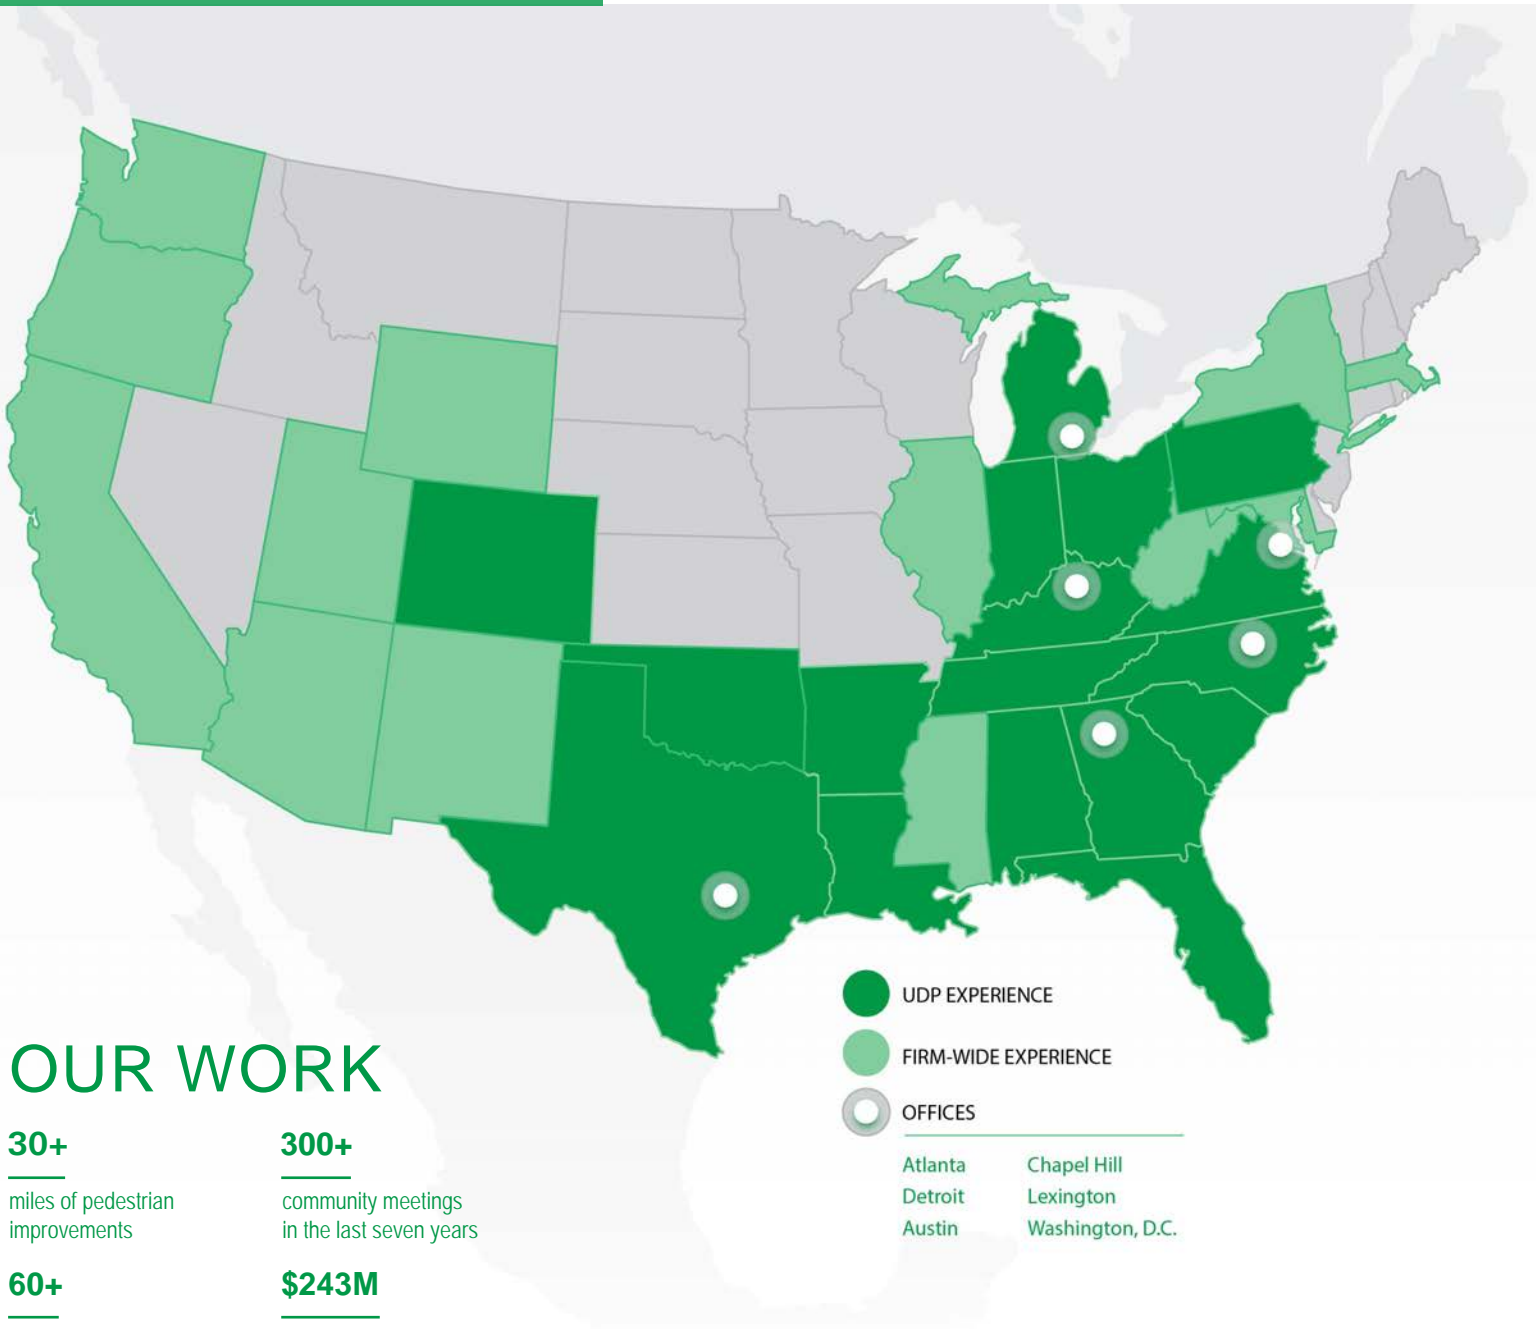 UDP EXPERIENCE
FIRM-WIDE EXPERIENCE
OFFICES
Atlanta
Chapel Hill
Detroit
Lexington
Austin
Washington, D.C.
OUR WORK
30+
miles of pedestrian
improvements
300+
community meetings
in the last seven years
60+
$243M